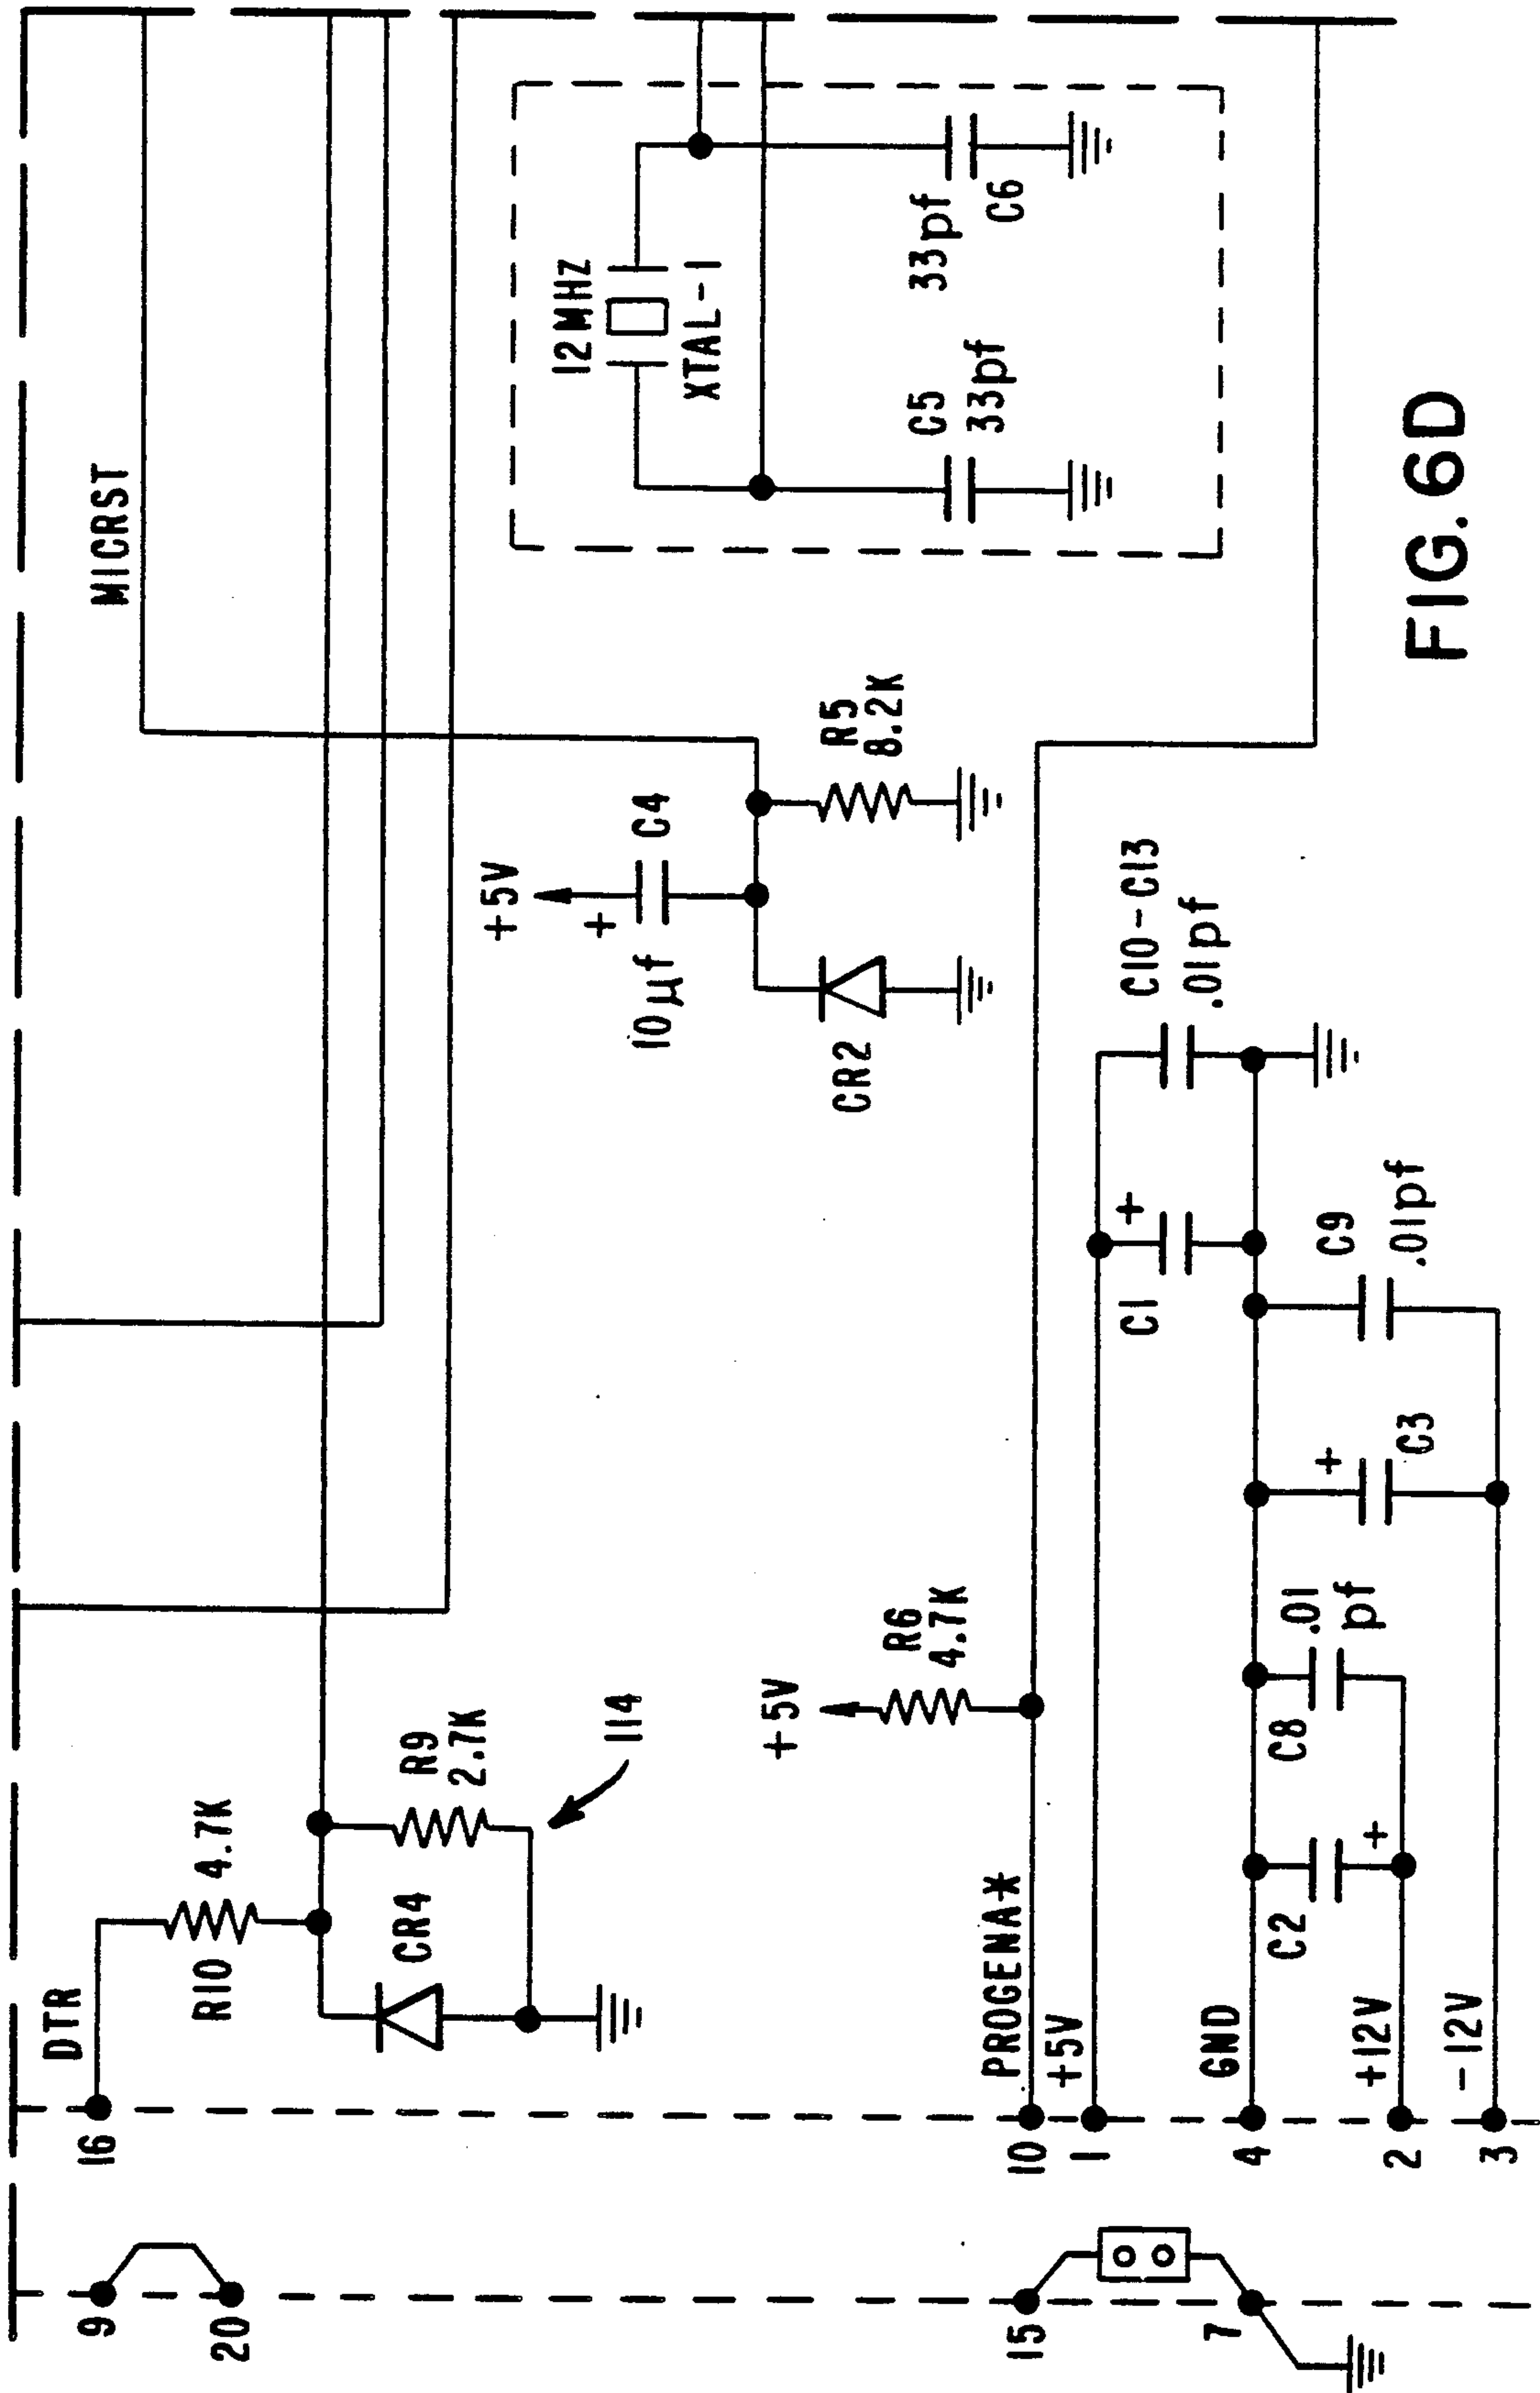 MICRST
12MHZ
XTAL-1
33pf
C6
C5
33pf
+5V
+
C4
10µf
R5
8.2K
CR2
DTR
16
R10
4.7K
R9
2.7K
CR4
114
9
20
+5V
R6
4.7K
PROGENA*
10
+5V
1
C1
+
C10-C13
.01pf
GND
4
C2
+
C8
.01
pf
C3
+
C9
.01pf
+12V
2
-12V
3
15
7
FIG. 6D